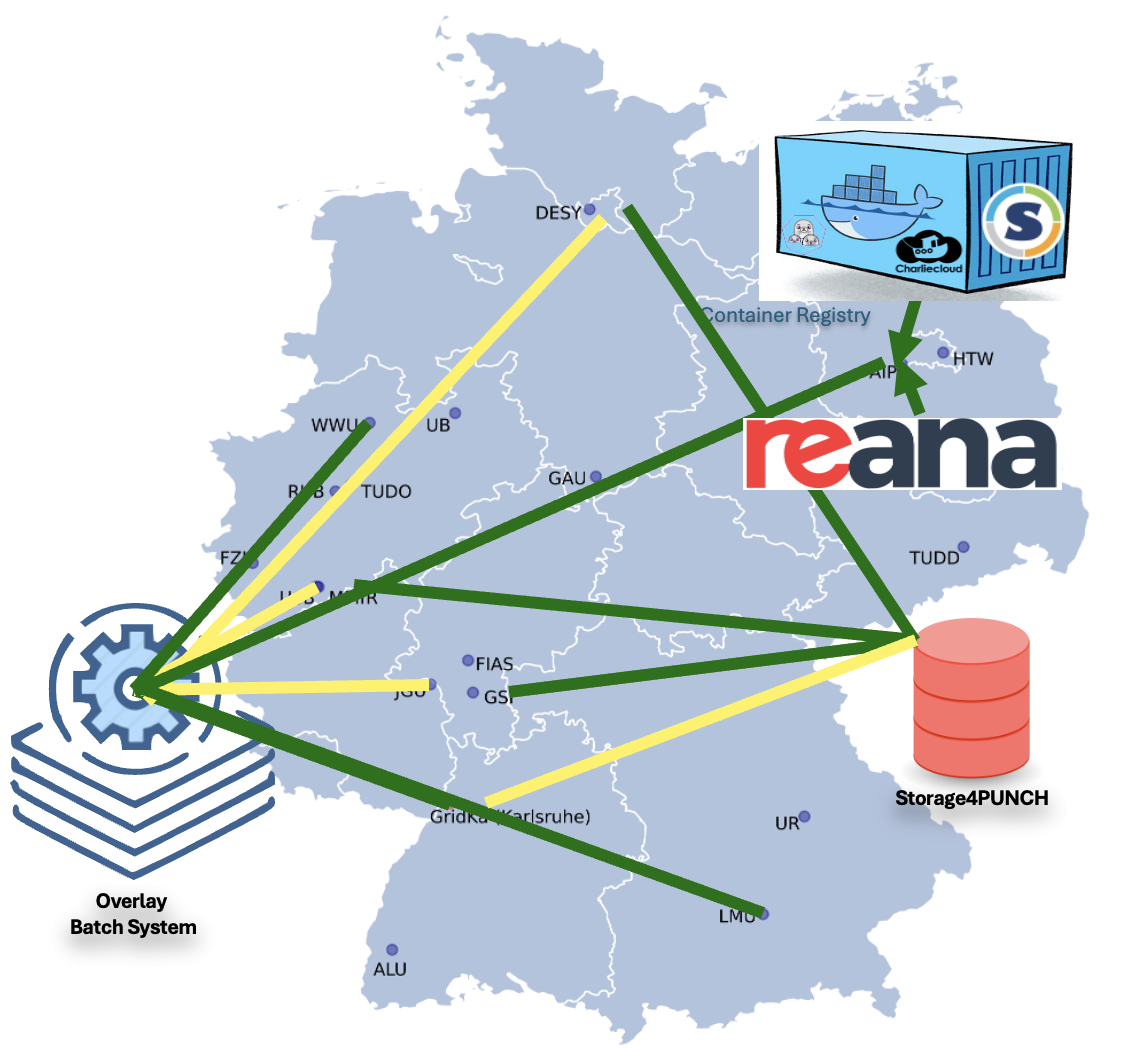 DESY
S
Charliecloud
Container Registry
HTW
AIP
WWU
UB
reana
GAU
TUDO
TUDD
FIAS
JGU
GSI
GridKa (Karlsruhe)
Storage4PUNCH
UR
Overlay
Batch System
LMU
ALU